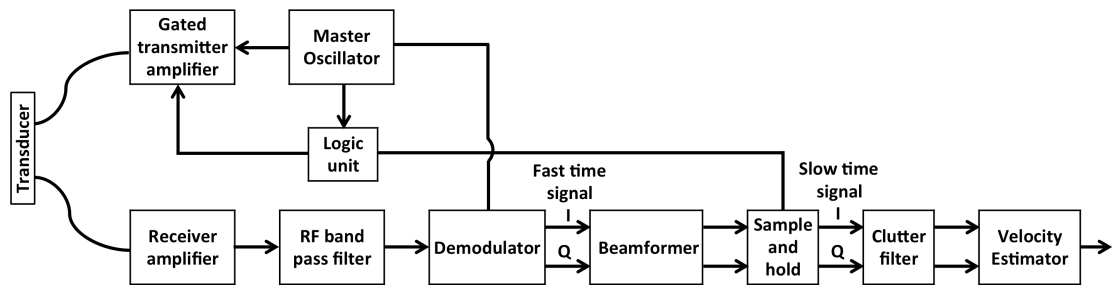 Gated
transmitter
amplifier
Master
Oscillator
Transducer
Logic
unit
Fast time
signal
I
Slow time
signal
I
Receiver
amplifier
RF band
pass filter
Demodulator
Q
Beamformer
Sample
and
hold
Q
Clutter
filter
Velocity
Estimator